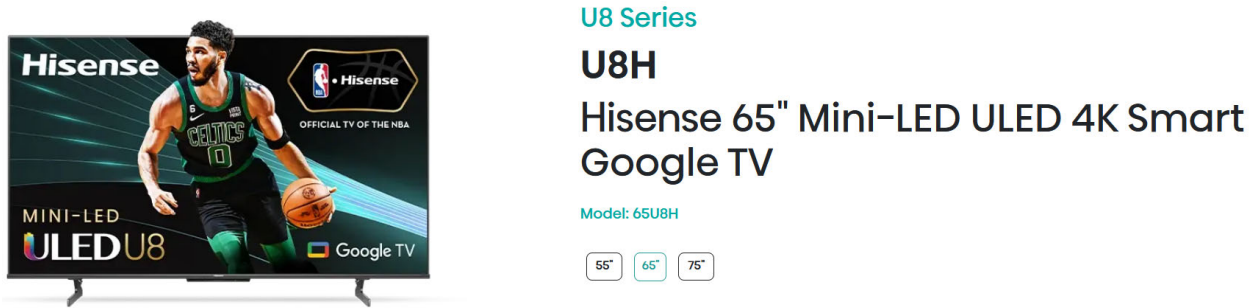 Hisense
NBA
Hisense
OFFICIAL TV OF THE NBA
6
CELTICS
0
MINI-LED
ULED U8
Google TV
U8 Series
U8H
Hisense 65" Mini-LED ULED 4K Smart
Google TV
Model: 65U8H
55" 65" 75"